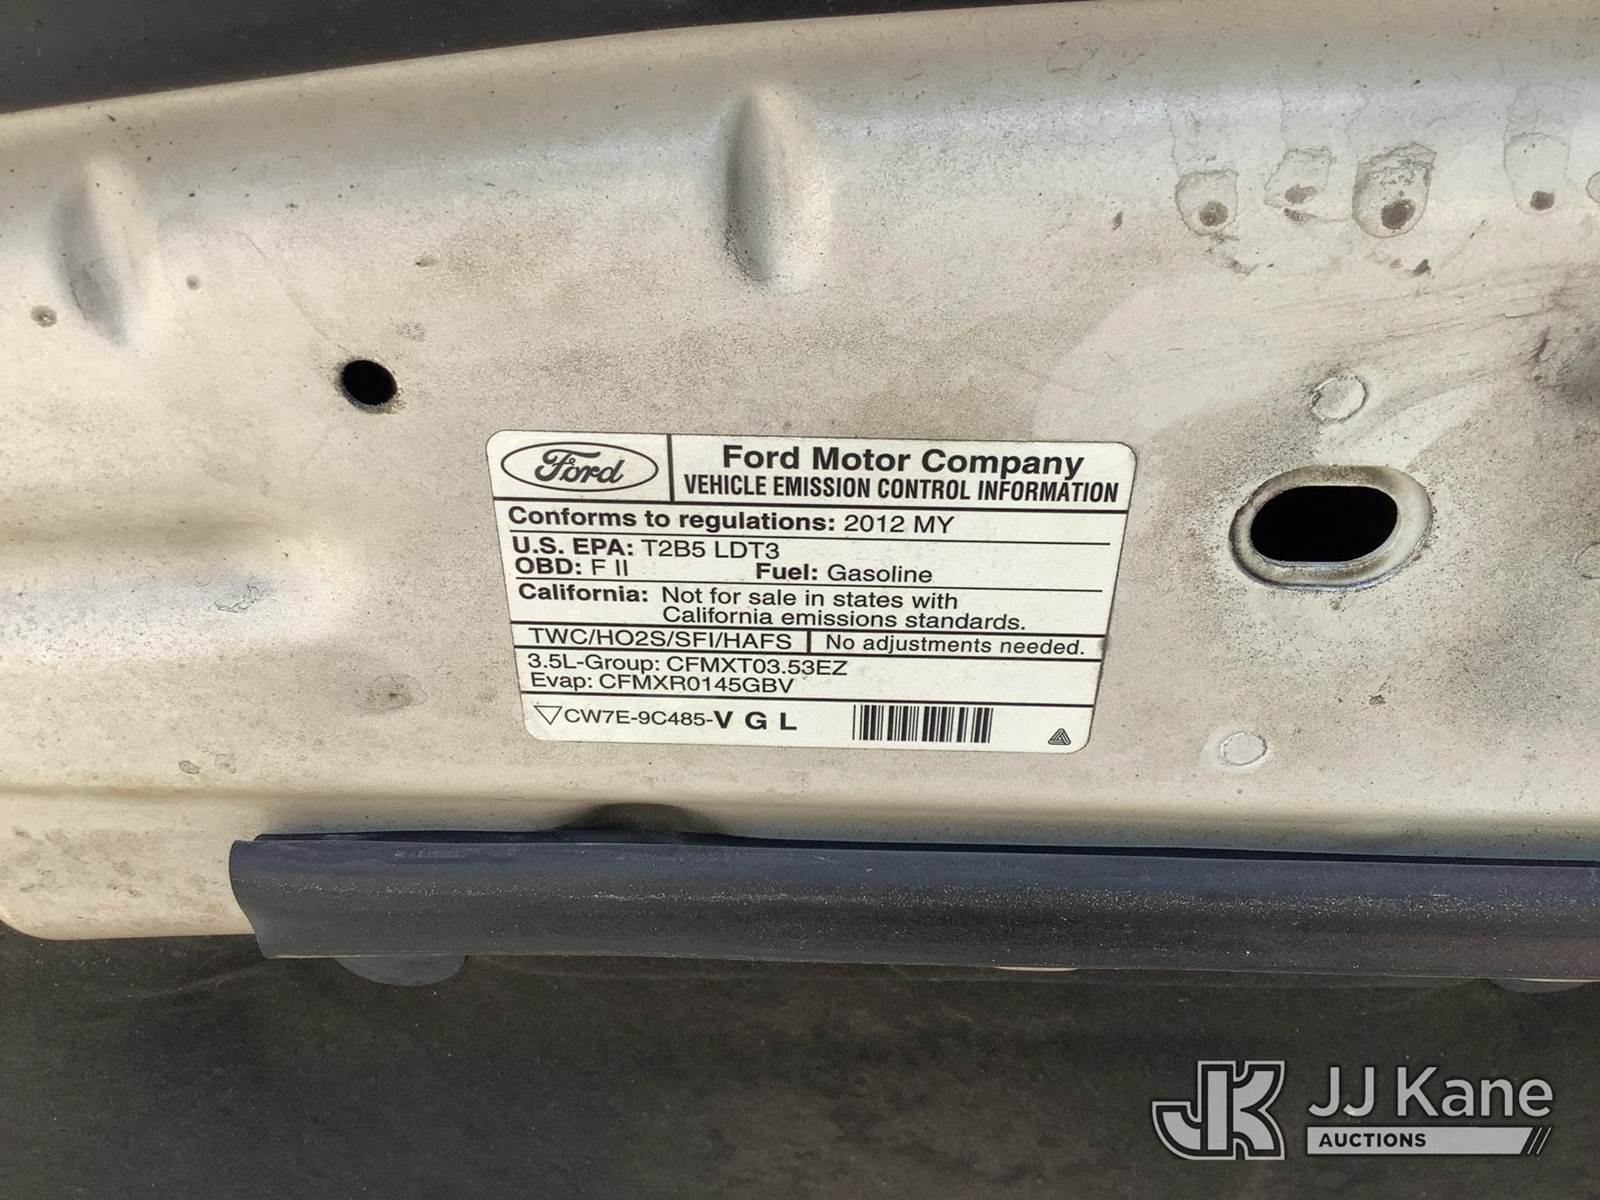 Ford
Ford Motor Company
VEHICLE EMISSION CONTROL INFORMATION
Conforms to regulations: 2012 MY
U.S. EPA: T2B5 LDT3
OBD: F II Fuel: Gasoline
California: Not for sale in states with
California emissions standards.
TWC/HO2S/SFI/HAFS No adjustments needed.
3.5L-Group: CFMXT03.53EZ
Evap: CFMXR0145GBV
CW7E-9C485-V G L
JK JJ Kane
AUCTIONS